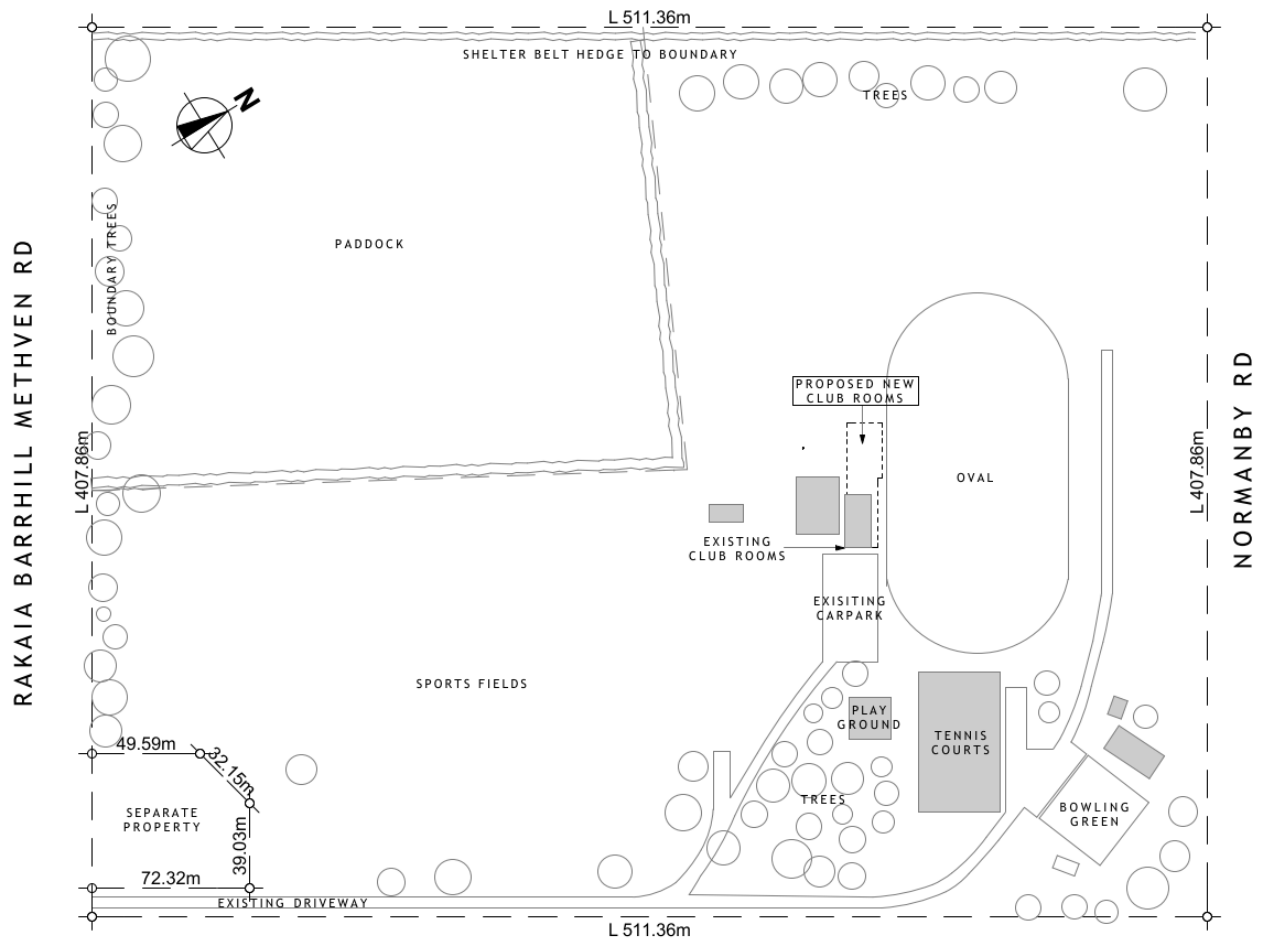 L 511.36m
SHELTER BELT HEDGE TO BOUNDARY
TREES
N
BOUNDARY TREES
PADDOCK
RAKAIA BARRHILL METHVEN RD
L 407.86m
PROPOSED NEW
CLUB ROOMS
OVAL
L 407.86m
NORMANBY RD
EXISTING
CLUB ROOMS
EXISITING
CARPARK
SPORTS FIELDS
PLAY
GROUND
TENNIS
COURTS
49.59m
32.15m
SEPARATE
PROPERTY
39.03m
72.32m
TREES
BOWLING
GREEN
EXISTING DRIVEWAY
L 511.36m